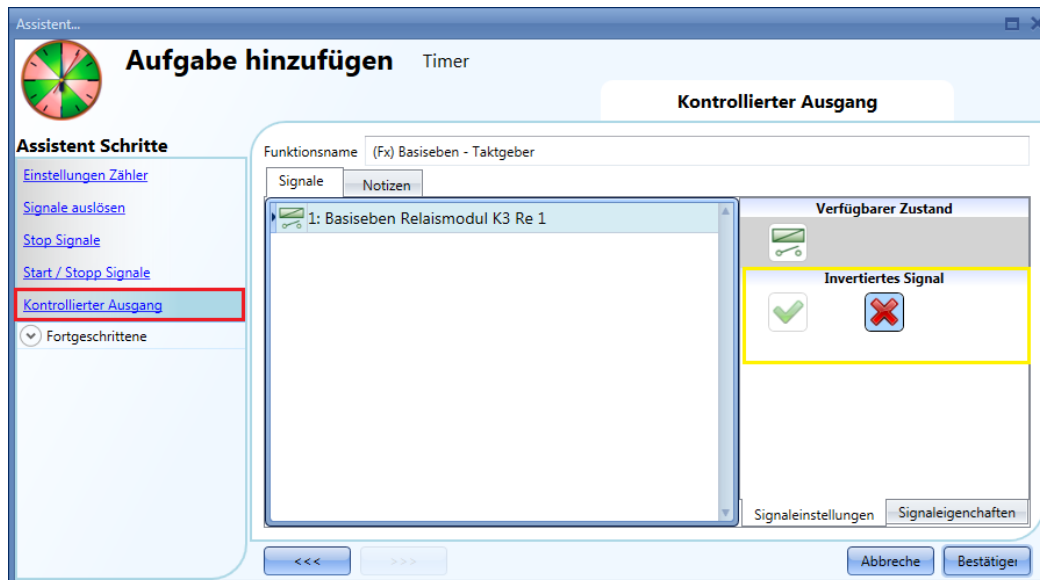 Assistent...
Aufgabe hinzufügen Timer
Kontrollierter Ausgang
Assistent Schritte
Einstellungen Zähler
Signale auslösen
Stop Signale
Start / Stopp Signale
Kontrollierter Ausgang
Fortgeschrittene
Funktionsname (Fx) Basiseben - Taktgeber
Signale Notizen
1: Basiseben Relaismodul K3 Re 1
Verfügbarer Zustand
Invertiertes Signal
Signaleinstellungen Signaleigenchaften
<<< >>> Abbreche Bestätiger